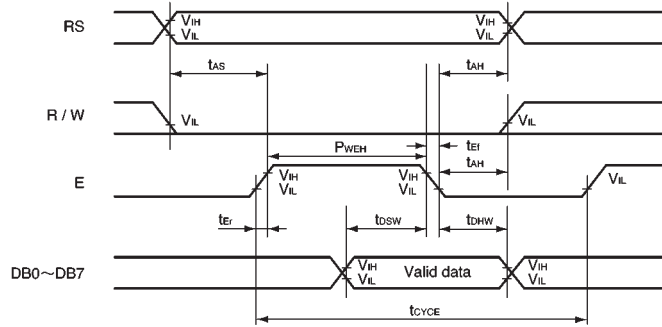 RS
VIH
VIL
VIH
VIL
tAS
tAH
R / W
VIL
VIL
PWEH
tEf
tAH
E
VIH
VIL
VIH
VIL
VIL
tEr
tDSW
tDHW
DB0~DB7
VIH
VIL
Valid data
VIH
VIL
tCYCE